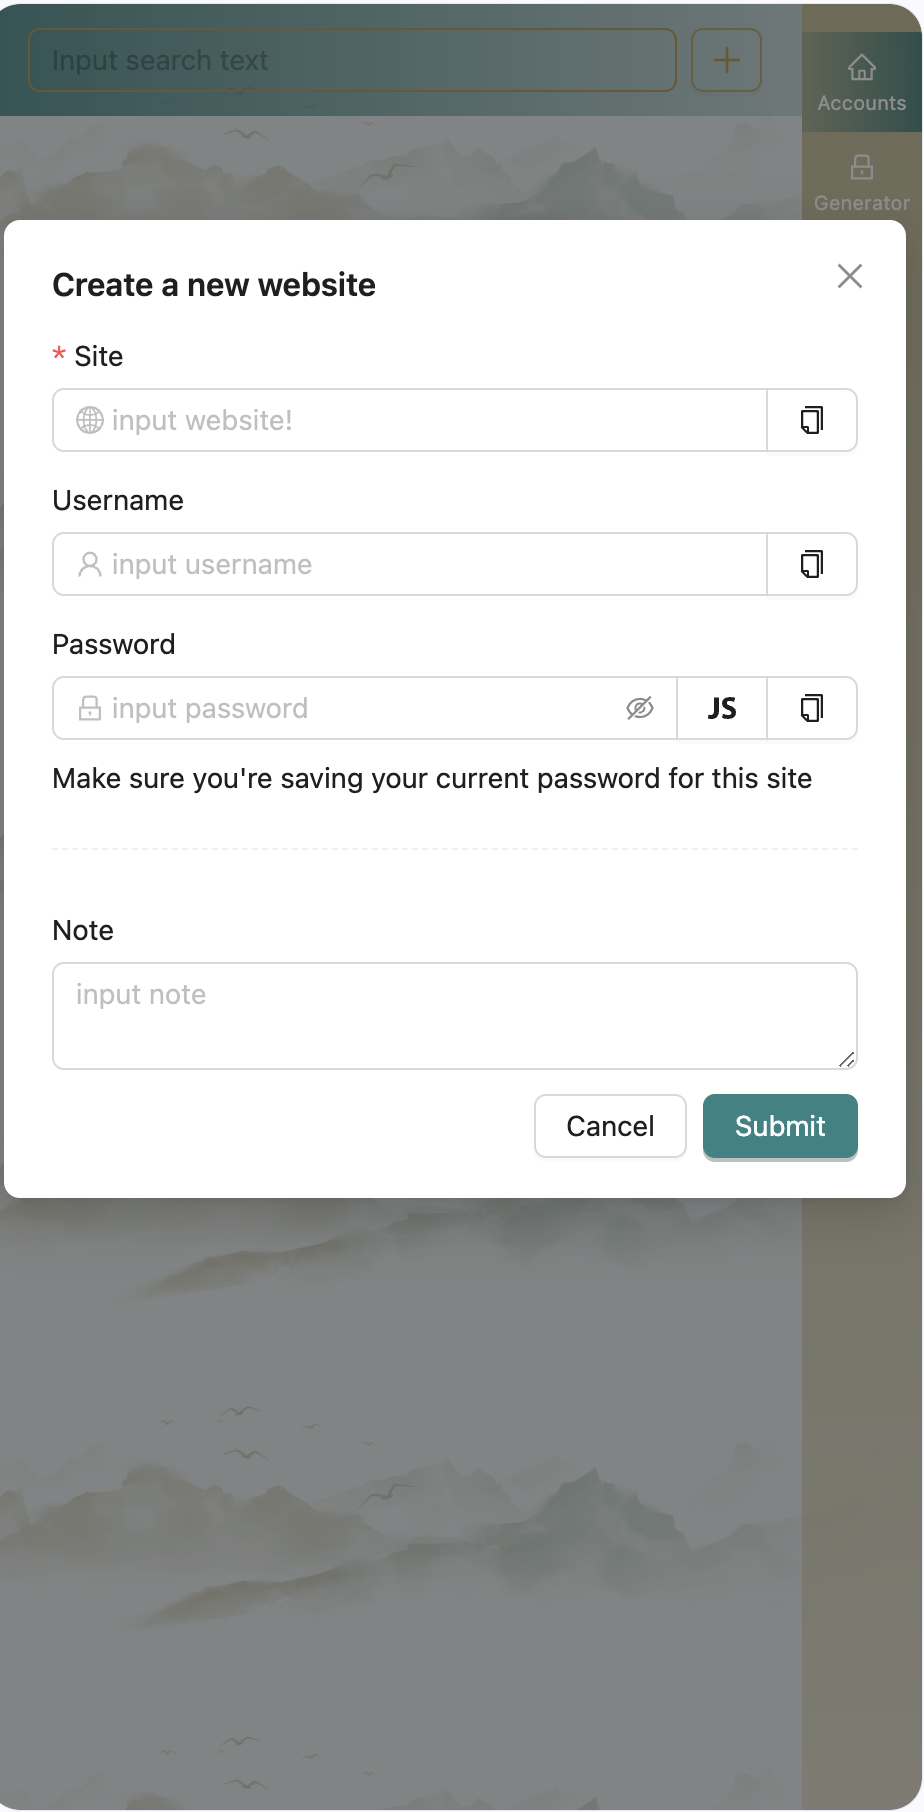 Input search text
Accounts
Generator
Create a new website
* Site
input website!
Username
input username
Password
input password
JS
Make sure you're saving your current password for this site
Note
input note
Cancel
Submit